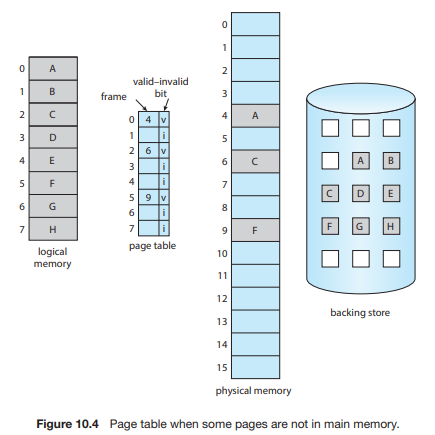 0 A
1 B
2 C
3 D
4 E
5 F
6 G
7 H
logical
memory
frame
valid–invalid
bit
0 4 v
1 i
2 6 v
3 i
4 i
5 9 v
6 i
7 i
page table
0
1
2
3
4 A
5
6 C
7
8
9 F
10
11
12
13
14
15
physical memory
A B
C D E
F G H
backing store
Figure 10.4 Page table when some pages are not in main memory.